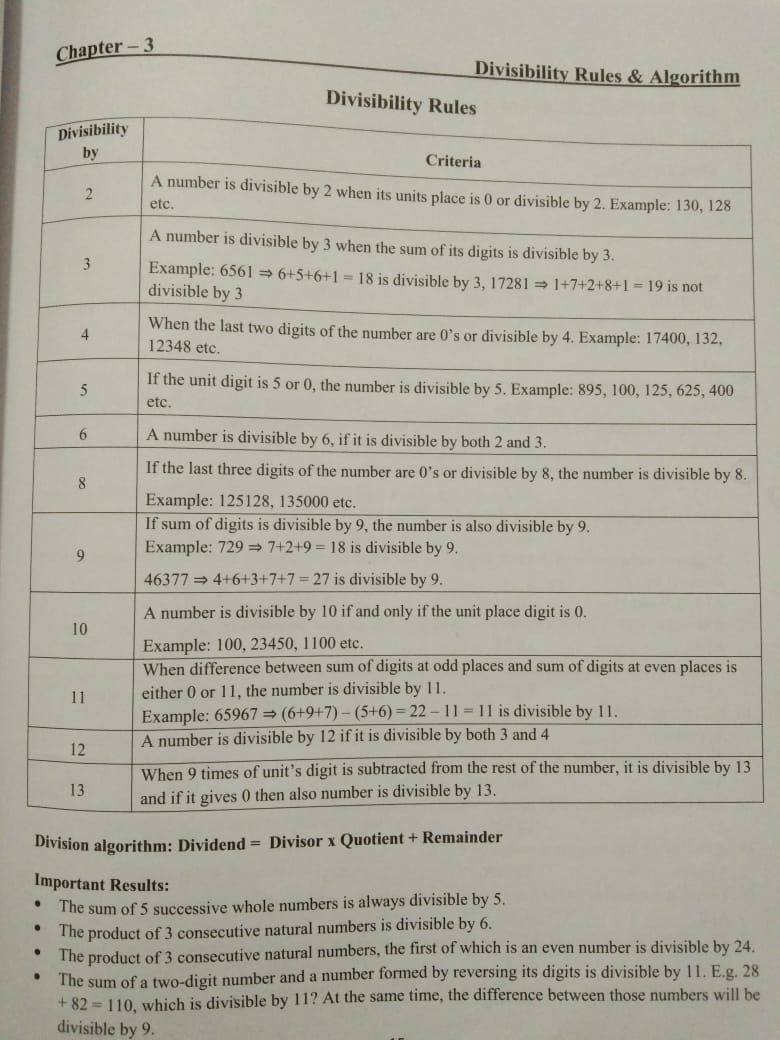 Chapter – 3
Divisibility Rules & Algorithm
Divisibility Rules
Divisibility
by
Criteria
2
A number is divisible by 2 when its units place is 0 or divisible by 2. Example: 130, 128
etc.
3
A number is divisible by 3 when the sum of its digits is divisible by 3.
Example: 6561 ⇒ 6+5+6+1 = 18 is divisible by 3, 17281 ⇒ 1+7+2+8+1 = 19 is not
divisible by 3
4
When the last two digits of the number are 0's or divisible by 4. Example: 17400, 132,
12348 etc.
5
If the unit digit is 5 or 0, the number is divisible by 5. Example: 895, 100, 125, 625, 400
etc.
6
A number is divisible by 6, if it is divisible by both 2 and 3.
8
If the last three digits of the number are 0's or divisible by 8, the number is divisible by 8.
Example: 125128, 135000 etc.
9
If sum of digits is divisible by 9, the number is also divisible by 9.
Example: 729 ⇒ 7+2+9 = 18 is divisible by 9.
46377 ⇒ 4+6+3+7+7 = 27 is divisible by 9.
10
A number is divisible by 10 if and only if the unit place digit is 0.
Example: 100, 23450, 1100 etc.
11
When difference between sum of digits at odd places and sum of digits at even places is
either 0 or 11, the number is divisible by 11.
Example: 65967 ⇒ (6+9+7) – (5+6) = 22 – 11 = 11 is divisible by 11.
12
A number is divisible by 12 if it is divisible by both 3 and 4
13
When 9 times of unit's digit is subtracted from the rest of the number, it is divisible by 13
and if it gives 0 then also number is divisible by 13.
Division algorithm: Dividend = Divisor x Quotient + Remainder
Important Results:
• The sum of 5 successive whole numbers is always divisible by 5.
• The product of 3 consecutive natural numbers is divisible by 6.
• The product of 3 consecutive natural numbers, the first of which is an even number is divisible by 24.
• The sum of a two-digit number and a number formed by reversing its digits is divisible by 11. E.g. 28
+ 82 = 110, which is divisible by 11? At the same time, the difference between those numbers will be
divisible by 9.